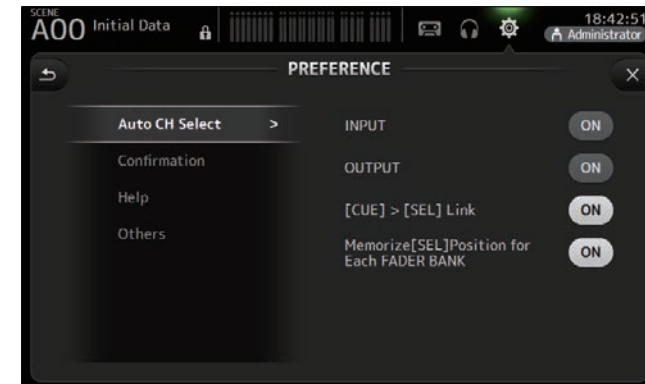 SCENE
A00 Initial Data
18:42:51
Administrator
PREFERENCE
Auto CH Select >
INPUT ON
Confirmation
OUTPUT ON
Help
[CUE] > [SEL] Link ON
Others
Memorize[SEL]Position for
Each FADER BANK ON